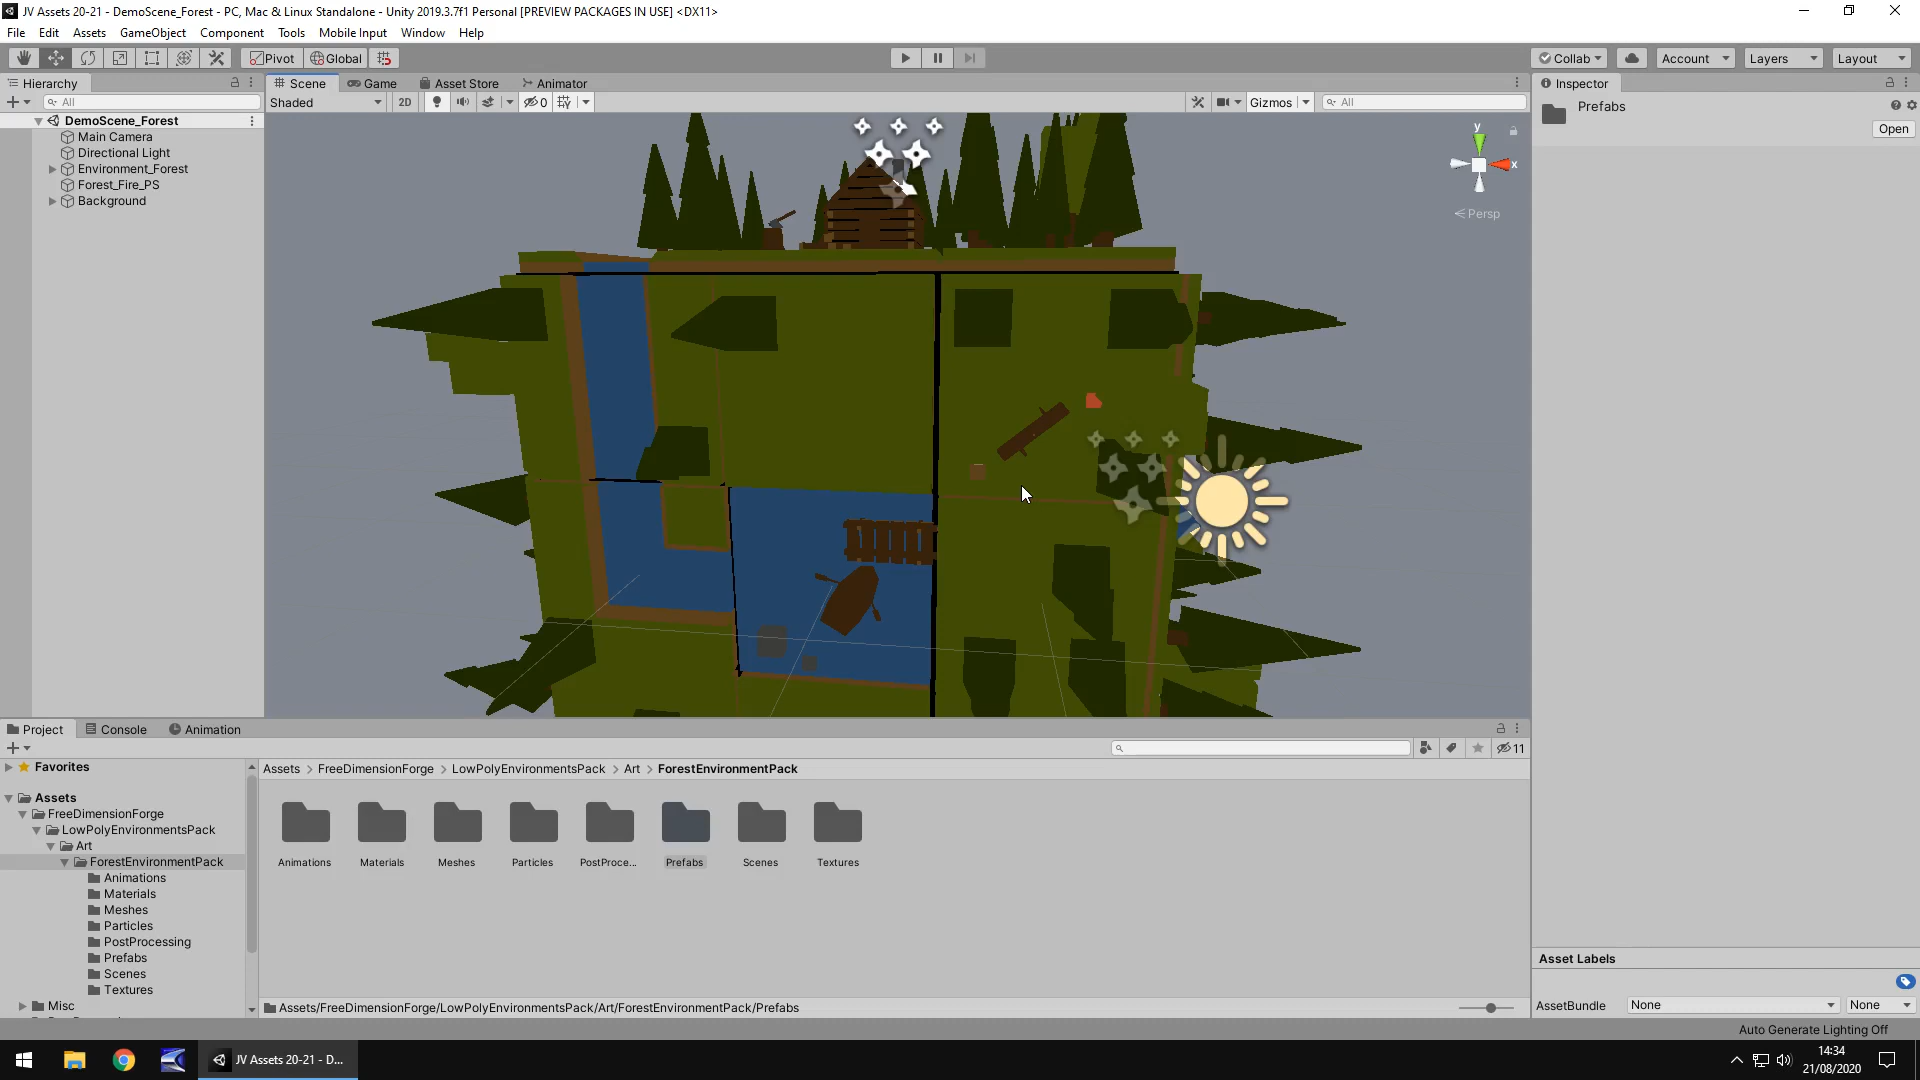 JV Assets 20-21 - DemoScene_Forest - PC, Mac & Linux Standalone - Unity 2019.3.7f1 Personal [PREVIEW PACKAGES IN USE] <DX11>
File Edit Assets GameObject Component Tools Mobile Input Window Help
Pivot Global Collab Account Layers Layout
Hierarchy Scene Game Asset Store Animator Inspector
All Shaded 2D 0 Gizmos All
Prefabs
Open
DemoScene_Forest
Main Camera
Directional Light
Environment_Forest
Forest_Fire_PS
Background
y
x
Persp
Project Console Animation
11
Favorites
Assets > FreeDimensionForge > LowPolyEnvironmentsPack > Art > ForestEnvironmentPack
Assets
FreeDimensionForge
LowPolyEnvironmentsPack
Art
ForestEnvironmentPack
Animations
Materials
Meshes
Particles
PostProcessing
Prefabs
Scenes
Textures
Misc
Animations Materials Meshes Particles PostProce... Prefabs Scenes Textures
Assets/FreeDimensionForge/LowPolyEnvironmentsPack/Art/ForestEnvironmentPack/Prefabs
Asset Labels
AssetBundle None None
Auto Generate Lighting Off
JV Assets 20-21 - D...
14:34
21/08/2020